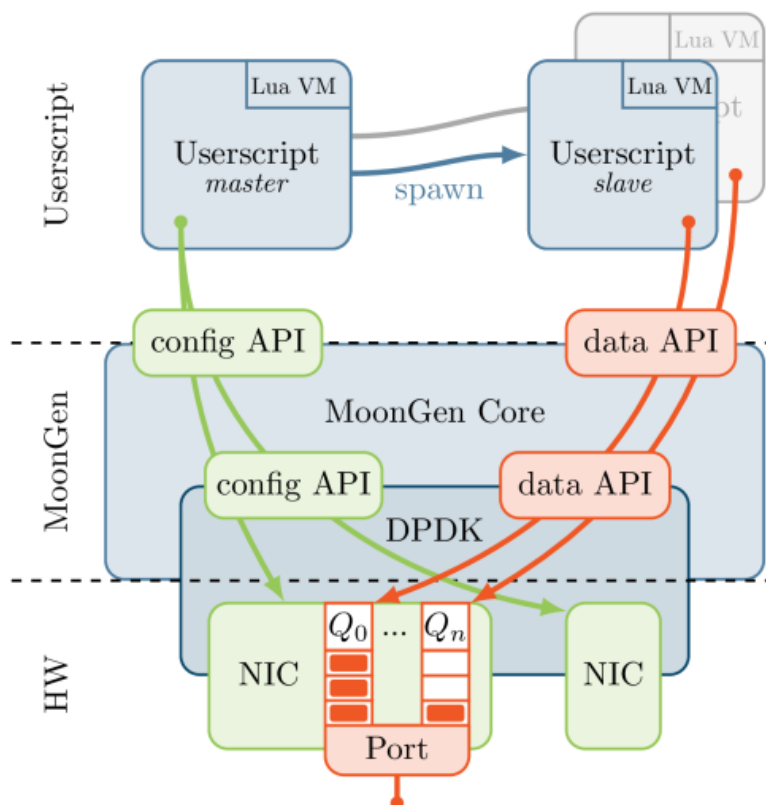 Lua VM
Lua VM
Lua VM
Userscript
master
Userscript
slave
pt
spawn
Userscript
config API
data API
MoonGen Core
MoonGen
config API
data API
DPDK
HW
NIC
Q0 ... Qn
NIC
Port